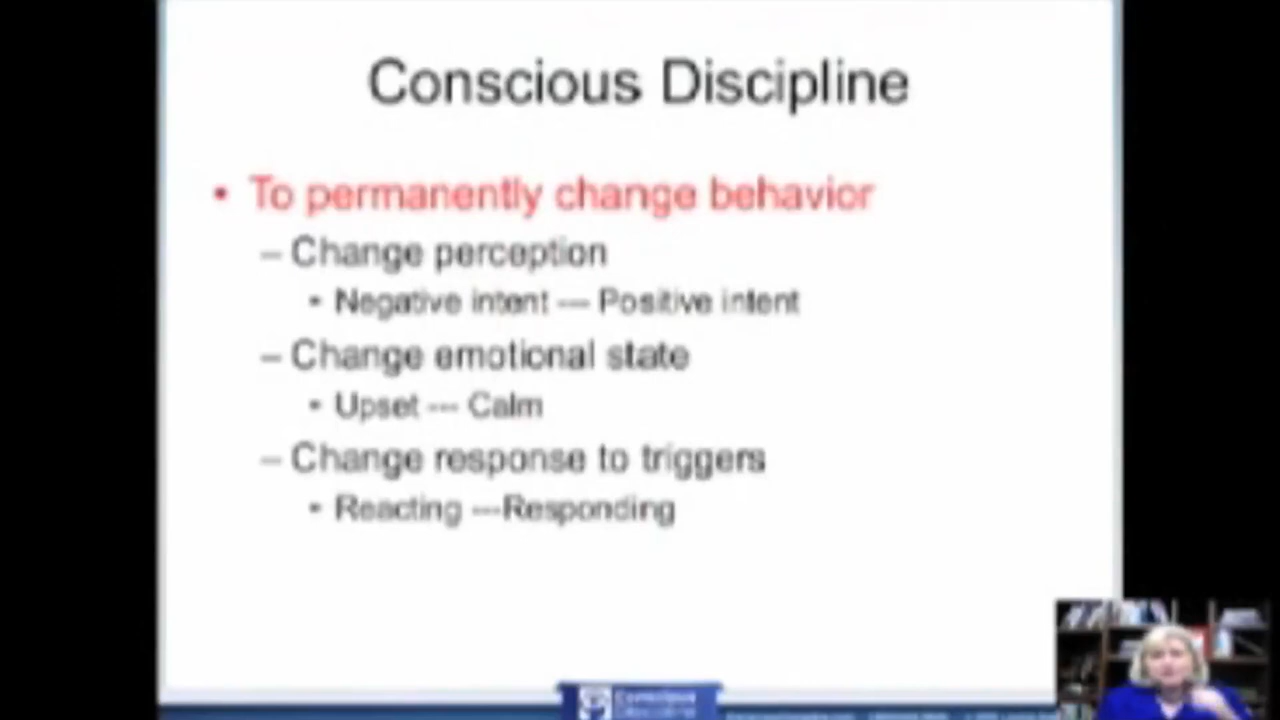 Conscious Discipline
• To permanently change behavior
– Change perception
• Negative intent --- Positive intent
– Change emotional state
• Upset --- Calm
– Change response to triggers
• Reacting ---Responding
Conscious